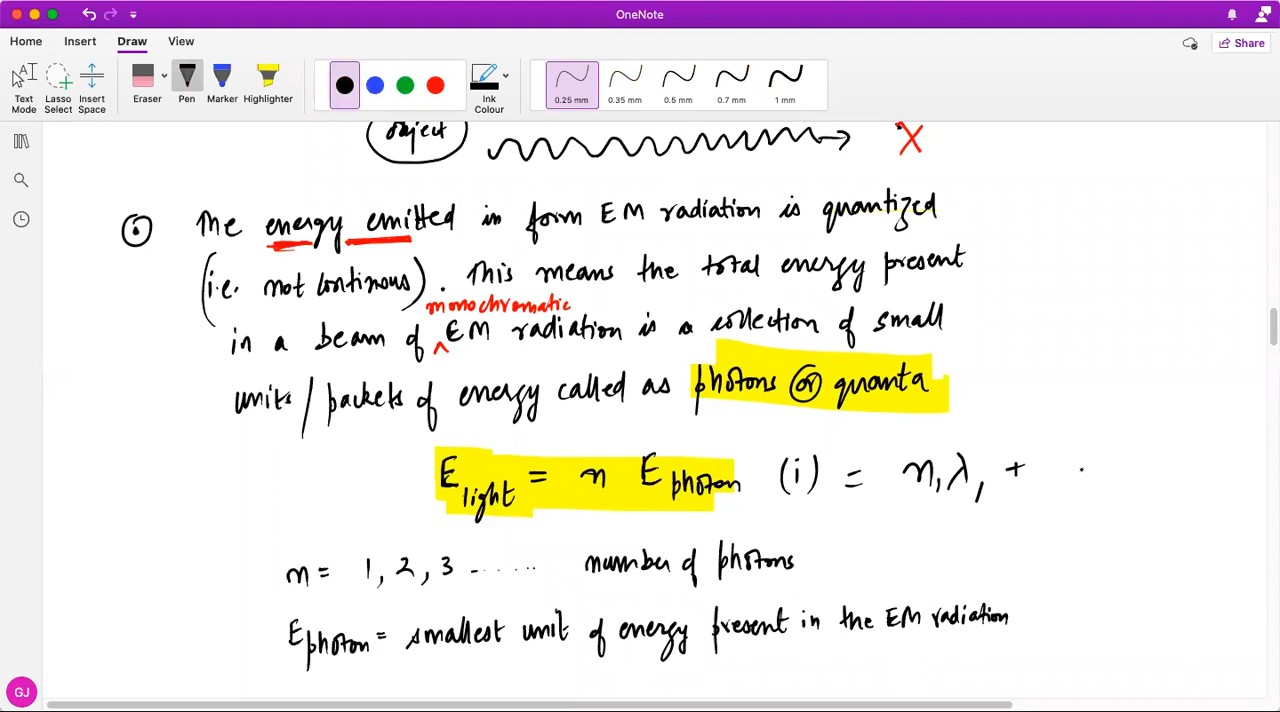 OneNote
Home Insert Draw View
Share
Text Mode
Lasso Select
Insert Space
Eraser
Pen
Marker
Highlighter
Ink Colour
0.25 mm
0.35 mm
0.5 mm
0.7 mm
1 mm
object
X
The energy emitted in form EM radiation is quantized
(i.e. not continous). This means the total energy present
monochromatic
in a beam of ^ EM radiation is a collection of small
units/packets of energy called as photons or quanta
E light = n E photon (i) = n1λ1 +
n = 1, 2, 3 ....... number of photons
E photon = smallest unit of energy present in the EM radiation
GJ